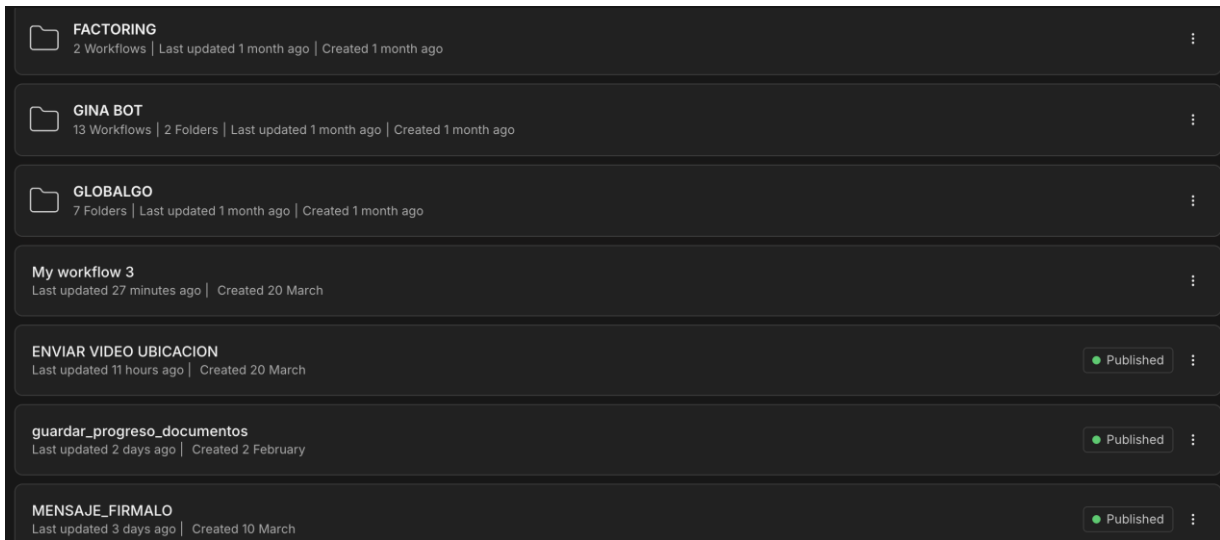 FACTORING
2 Workflows | Last updated 1 month ago | Created 1 month ago
GINA BOT
13 Workflows | 2 Folders | Last updated 1 month ago | Created 1 month ago
GLOBALGO
7 Folders | Last updated 1 month ago | Created 1 month ago
My workflow 3
Last updated 27 minutes ago | Created 20 March
ENVIAR VIDEO UBICACION
Last updated 11 hours ago | Created 20 March
Published
guardar_progreso_documentos
Last updated 2 days ago | Created 2 February
Published
MENSAJE_FIRMALO
Last updated 3 days ago | Created 10 March
Published